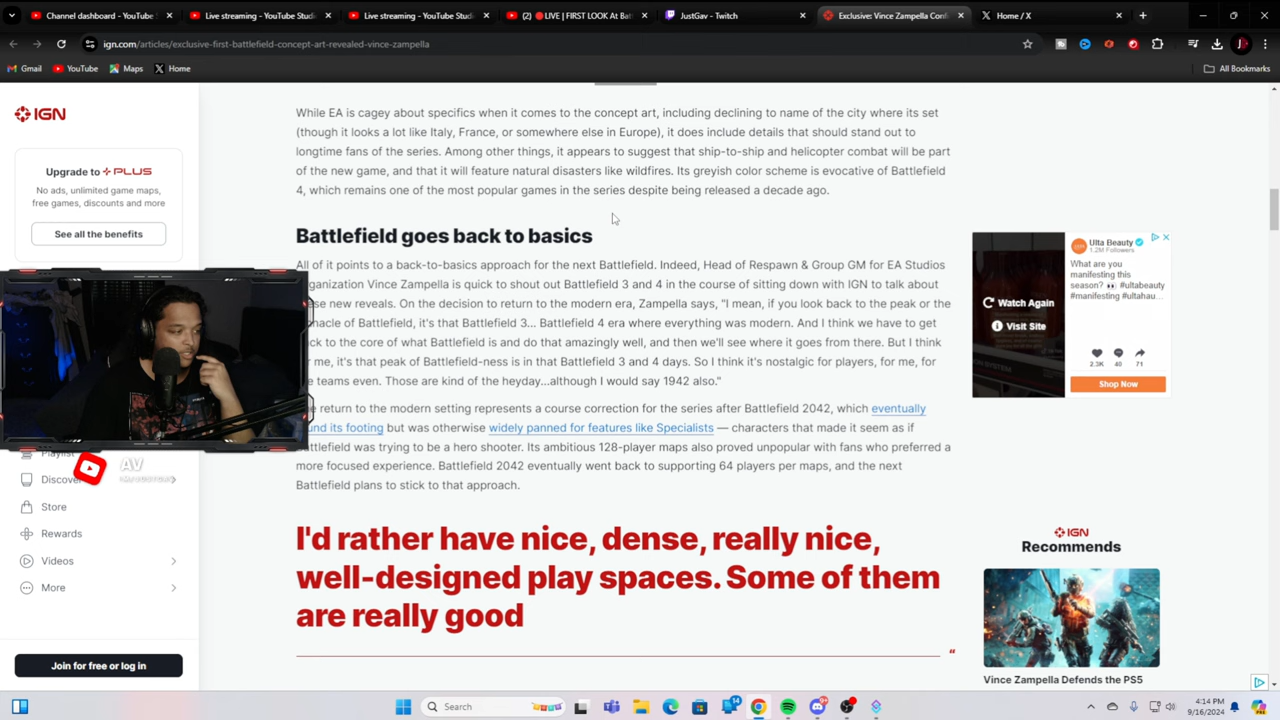 Channel dashboard - YouTube
Live streaming - YouTube Studi
Live streaming - YouTube Studi
(2) 🔴LIVE | FIRST LOOK At Bat
JustGav - Twitch
Exclusive: Vince Zampella Conf
Home / X
ign.com/articles/exclusive-first-battlefield-concept-art-revealed-vince-zampella
Gmail
YouTube
Maps
Home
All Bookmarks
IGN
Upgrade to PLUS
No ads, unlimited game maps,
free games, discounts and more
See all the benefits
While EA is cagey about specifics when it comes to the concept art, including declining to name of the city where its set
(though it looks a lot like Italy, France, or somewhere else in Europe), it does include details that should stand out to
longtime fans of the series. Among other things, it appears to suggest that ship-to-ship and helicopter combat will be part
of the new game, and that it will feature natural disasters like wildfires. Its greyish color scheme is evocative of Battlefield
4, which remains one of the most popular games in the series despite being released a decade ago.
Battlefield goes back to basics
All of it points to a back-to-basics approach for the next Battlefield. Indeed, Head of Respawn & Group GM for EA Studios
rganization Vince Zampella is quick to shout out Battlefield 3 and 4 in the course of sitting down with IGN to talk about
ese new reveals. On the decision to return to the modern era, Zampella says, "I mean, if you look back to the peak or the
nacle of Battlefield, it's that Battlefield 3... Battlefield 4 era where everything was modern. And I think we have to get
ck to the core of what Battlefield is and do that amazingly well, and then we'll see where it goes from there. But I think
r me, it's that peak of Battlefield-ness is in that Battlefield 3 and 4 days. So I think it's nostalgic for players, for me, for
e teams even. Those are kind of the heyday...although I would say 1942 also."
e return to the modern setting represents a course correction for the series after Battlefield 2042, which eventually
und its footing but was otherwise widely panned for features like Specialists — characters that made it seem as if
attlefield was trying to be a hero shooter. Its ambitious 128-player maps also proved unpopular with fans who preferred a
more focused experience. Battlefield 2042 eventually went back to supporting 64 players per maps, and the next
Battlefield plans to stick to that approach.
I'd rather have nice, dense, really nice,
well-designed play spaces. Some of them
are really good
“
Playlist
AV
Discover
Store
Rewards
Videos
More
Join for free or log in
Ulta Beauty
1.2M Followers
What are you
manifesting this
season? 👀 #ultabeauty
#manifesting #ultahau...
Watch Again
Visit Site
2.3K 40 71
Shop Now
IGN
Recommends
Vince Zampella Defends the PS5
Search
4:14 PM
9/16/2024